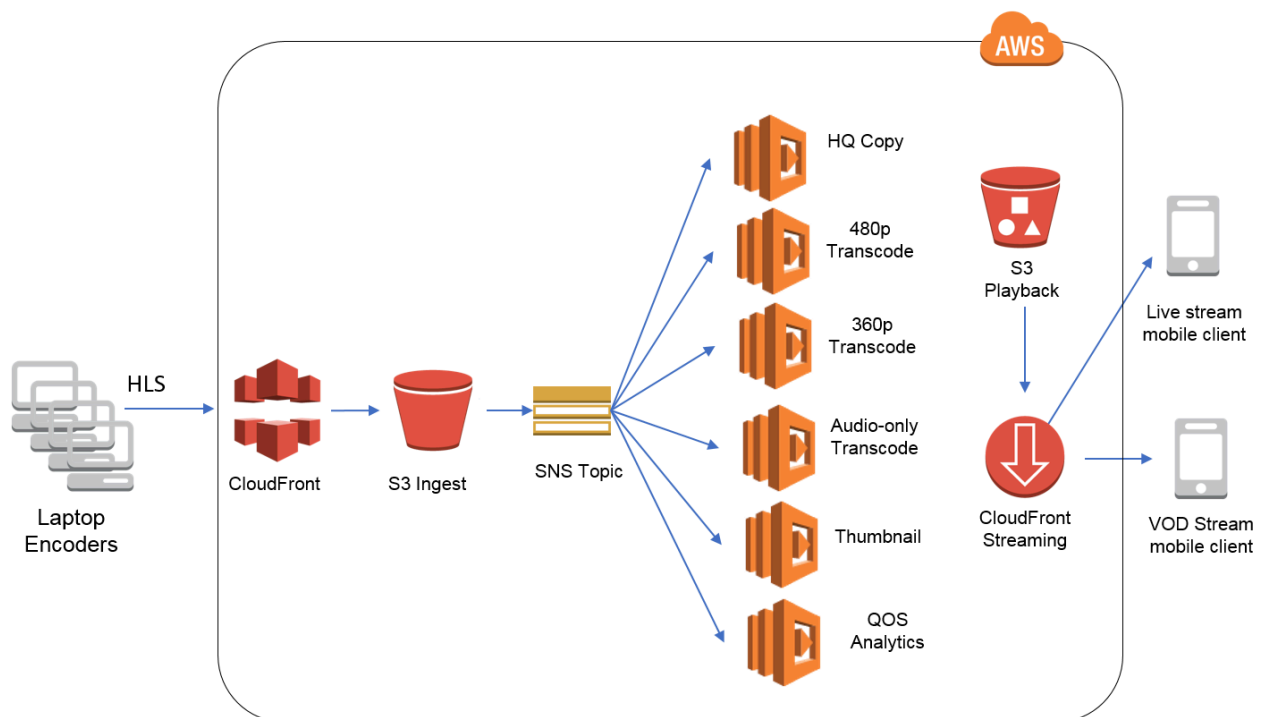 AWS
HQ Copy
480p
Transcode
360p
Transcode
Audio-only
Transcode
Thumbnail
QOS
Analytics
HLS
Laptop
Encoders
CloudFront
S3 Ingest
SNS Topic
S3
Playback
CloudFront
Streaming
Live stream
mobile client
VOD Stream
mobile client